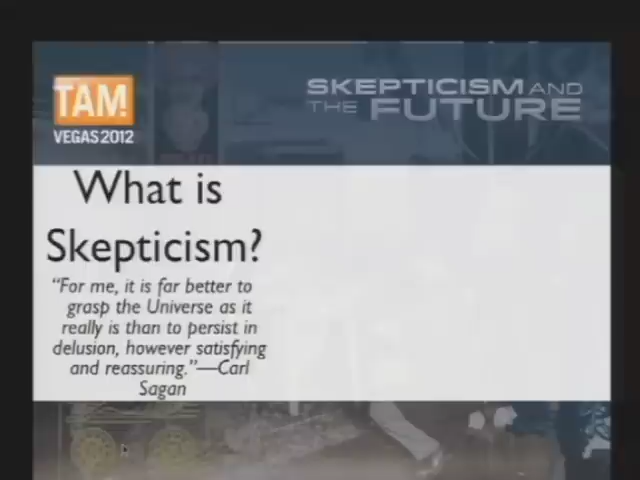 TAM!
VEGAS 2012
SKEPTICISM AND
THE FUTURE
What is
Skepticism?
“For me, it is far better to
grasp the Universe as it
really is than to persist in
delusion, however satisfying
and reassuring.”—Carl
Sagan